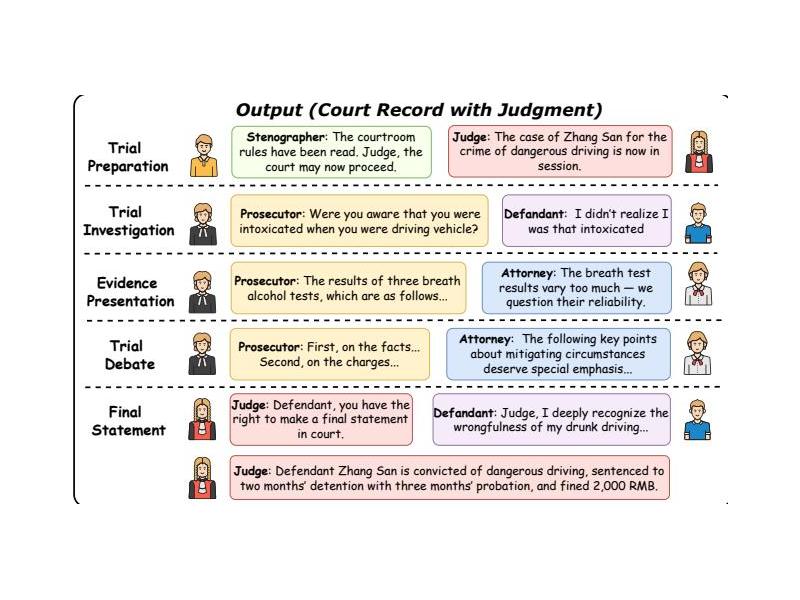 Output (Court Record with Judgment)
Trial
Preparation
Stenographer: The courtroom
rules have been read. Judge, the
court may now proceed.
Judge: The case of Zhang San for the
crime of dangerous driving is now in
session.
Trial
Investigation
Prosecutor: Were you aware that you were
intoxicated when you were driving vehicle?
Defandant: I didn't realize I
was that intoxicated
Evidence
Presentation
Prosecutor: The results of three breath
alcohol tests, which are as follows...
Attorney: The breath test
results vary too much — we
question their reliability.
Trial
Debate
Prosecutor: First, on the facts...
Second, on the charges...
Attorney: The following key points
about mitigating circumstances
deserve special emphasis...
Final
Statement
Judge: Defendant, you have the
right to make a final statement
in court.
Defandant: Judge, I deeply recognize the
wrongfulness of my drunk driving...
Judge: Defendant Zhang San is convicted of dangerous driving, sentenced to
two months' detention with three months' probation, and fined 2,000 RMB.